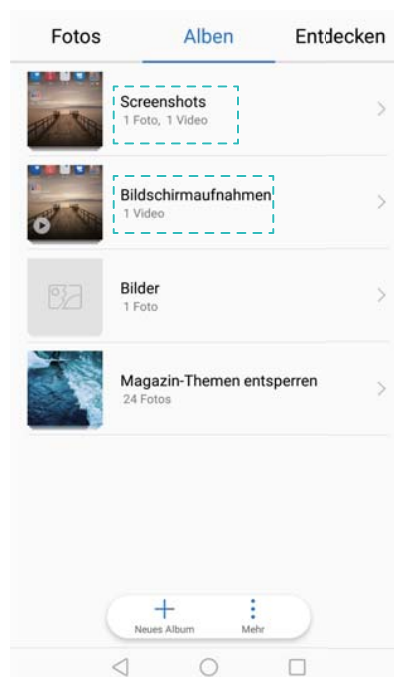 Fotos Alben Entdecken
Screenshots
1 Foto, 1 Video
Bildschirmaufnahmen
1 Video
Bilder
1 Foto
Magazin-Themen entsperren
24 Fotos
Neues Album Mehr